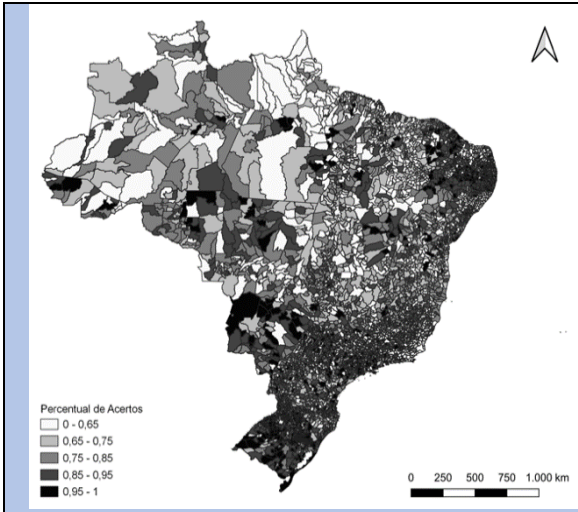 Percentual de Acertos
0 - 0,65
0,65 - 0,75
0,75 - 0,85
0,85 - 0,95
0,95 - 1
0 250 500 750 1.000 km